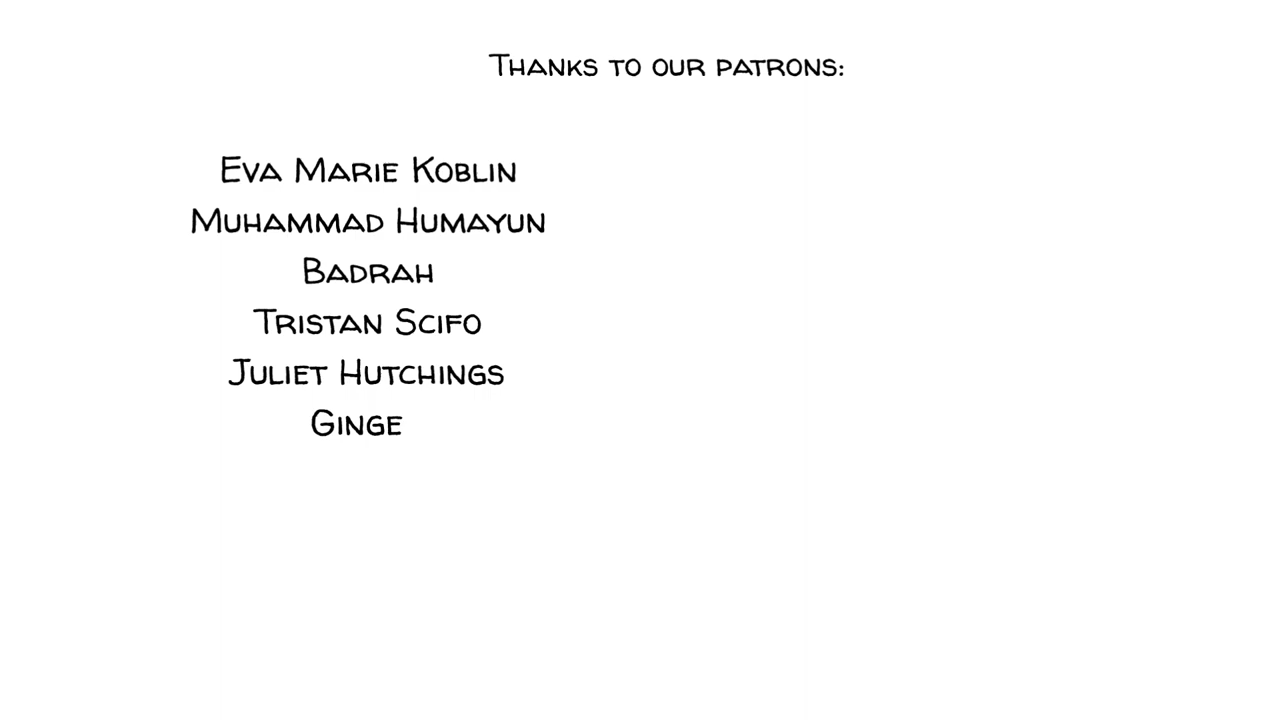 Thanks to our patrons:
Eva Marie Koblin
Muhammad Humayun
Badrah
Tristan Scifo
Juliet Hutchings
Ginge